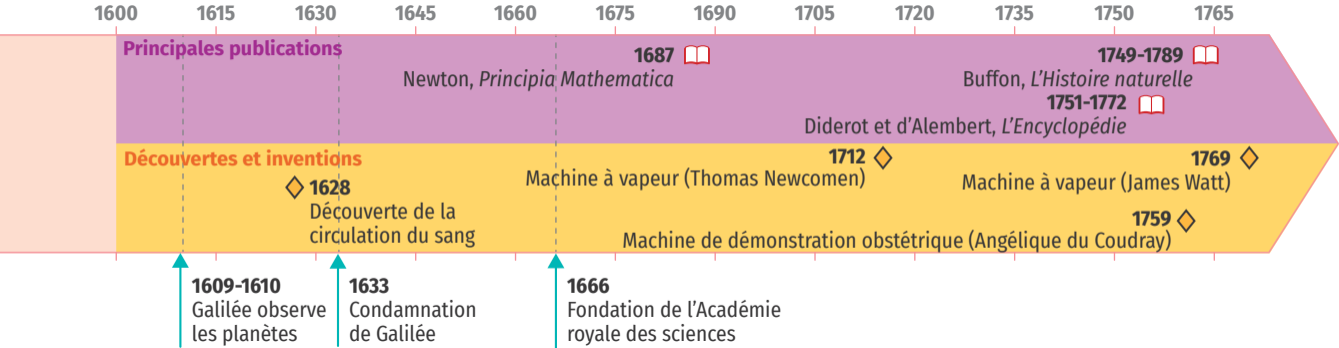 1600 1615 1630 1645 1660 1675 1690 1705 1720 1735 1750 1765
Principales publications
1687
Newton, Principia Mathematica
1749-1789
Buffon, L'Histoire naturelle
1751-1772
Diderot et d'Alembert, L'Encyclopédie
Découvertes et inventions
1628
Découverte de la
circulation du sang
1712
Machine à vapeur (Thomas Newcomen)
1769
Machine à vapeur (James Watt)
1759
Machine de démonstration obstétrique (Angélique du Coudray)
1609-1610
Galilée observe
les planètes
1633
Condamnation
de Galilée
1666
Fondation de l'Académie
royale des sciences